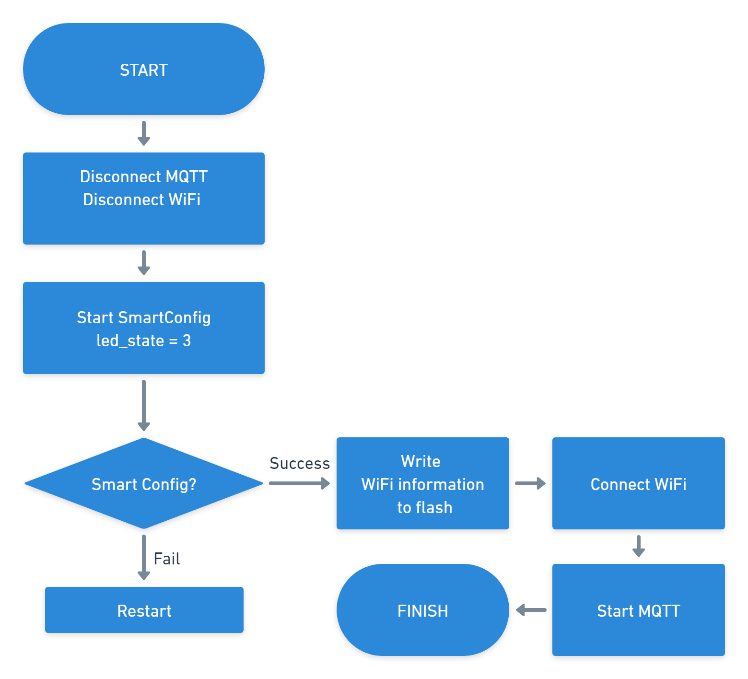 START
Disconnect MQTT
Disconnect WiFi
Start SmartConfig
led_state = 3
Smart Config?
Success
Write
WiFi information
to flash
Connect WiFi
Fail
Restart
FINISH
Start MQTT